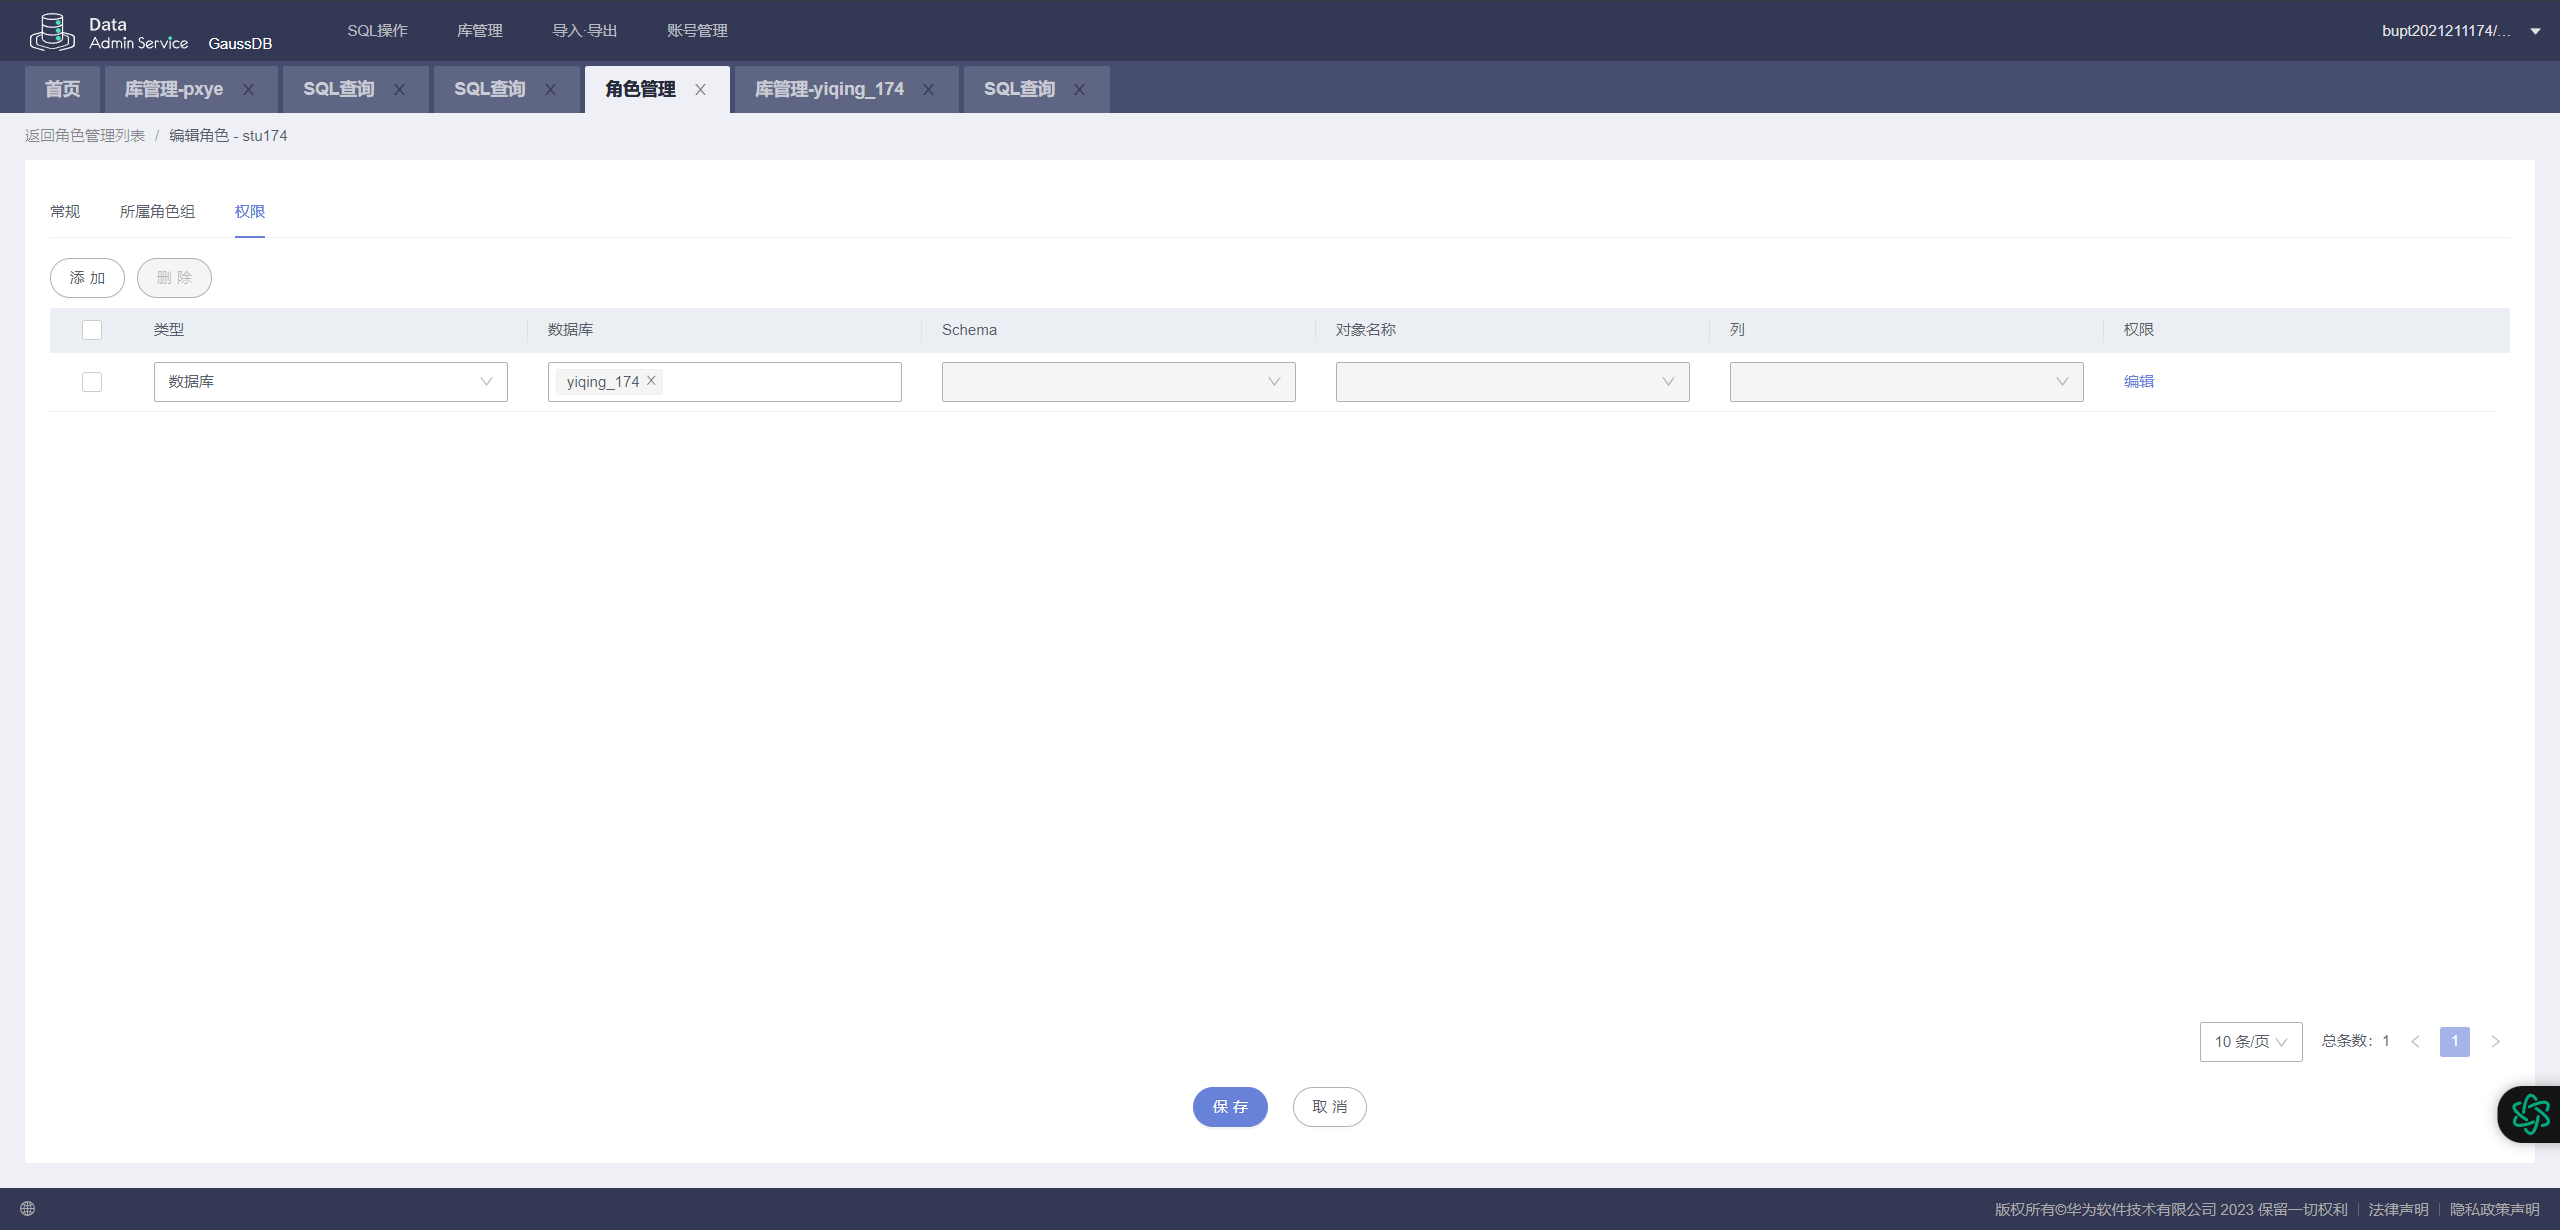 Data
Admin Service GaussDB
SQL操作 库管理 导入·导出 账号管理
bupt2021211174/...
首页 库管理-pxye SQL查询 SQL查询 角色管理 库管理-yiqing_174 SQL查询
返回角色管理列表 / 编辑角色 - stu174
常规 所属角色组 权限
添 加 删 除
类型 数据库 Schema 对象名称 列 权限
数据库 yiqing_174 编辑
10 条/页 总条数：1 < 1 >
保 存 取 消
版权所有©华为软件技术有限公司 2023 保留一切权利 | 法律声明 | 隐私政策声明